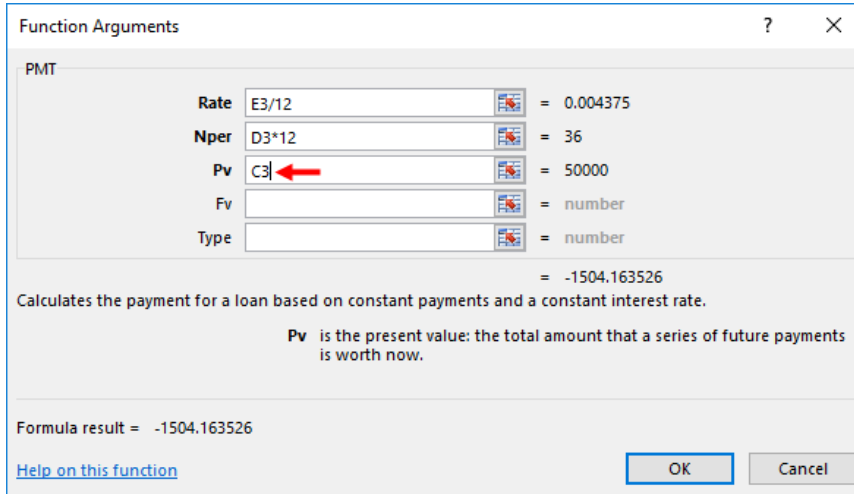 Function Arguments ?
PMT
Rate E3/12 = 0.004375
Nper D3*12 = 36
Pv C3 = 50000
Fv = number
Type = number
= -1504.163526
Calculates the payment for a loan based on constant payments and a constant interest rate.
Pv is the present value: the total amount that a series of future payments
is worth now.
Formula result = -1504.163526
Help on this function OK Cancel